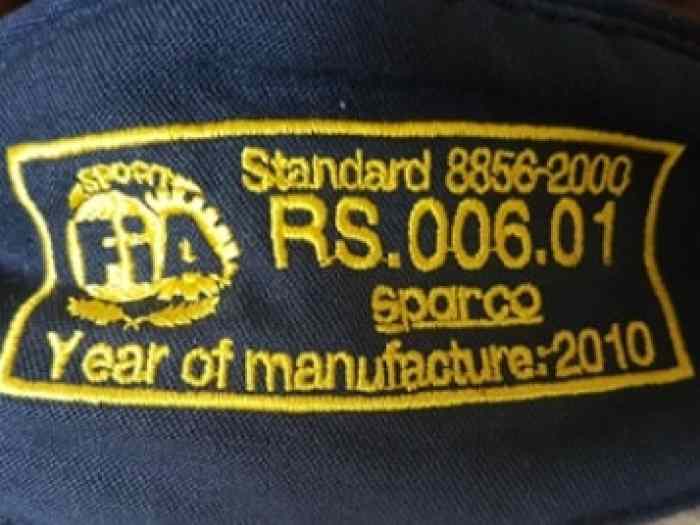 SPORT
FIA
Standard 8856-2000
RS.006.01
sparco
Year of manufacture:2010